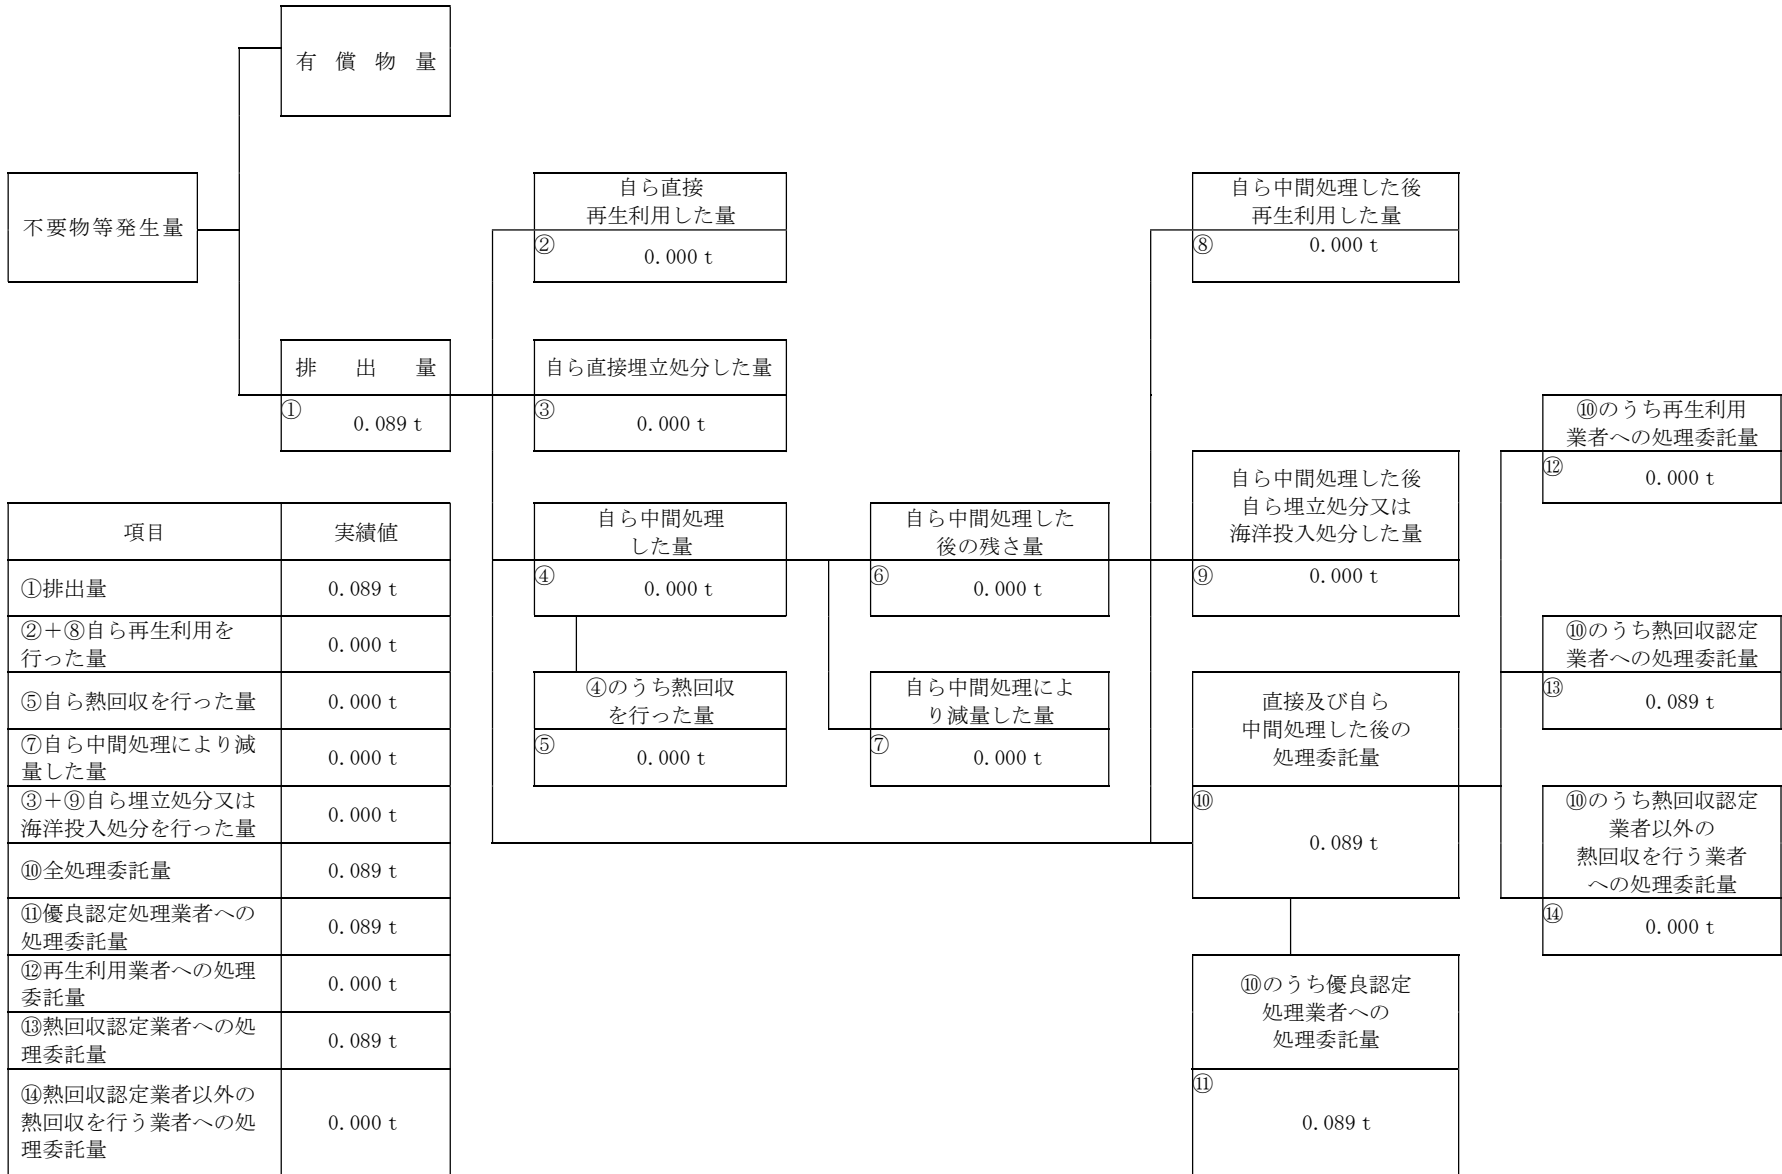 有償物量
不要物等発生量
自ら直接
再生利用した量
② 0.000 t
自ら中間処理した後
再生利用した量
⑧ 0.000 t
排出量
① 0.089 t
自ら直接埋立処分した量
③ 0.000 t
⑩のうち再生利用
業者への処理委託量
⑫ 0.000 t
自ら中間処理
した量
④ 0.000 t
自ら中間処理した
後の残さ量
⑥ 0.000 t
自ら中間処理した後
自ら埋立処分又は
海洋投入処分した量
⑨ 0.000 t
⑩のうち熱回収認定
業者への処理委託量
⑬ 0.089 t
④のうち熱回収
を行った量
⑤ 0.000 t
自ら中間処理によ
り減量した量
⑦ 0.000 t
直接及び自ら
中間処理した後の
処理委託量
⑩ 0.089 t
⑩のうち熱回収認定
業者以外の
熱回収を行う業者
への処理委託量
⑭ 0.000 t
⑩のうち優良認定
処理業者への
処理委託量
⑪ 0.089 t
項目 実績値
①排出量 0.089 t
②＋⑧自ら再生利用を
行った量 0.000 t
⑤自ら熱回収を行った量 0.000 t
⑦自ら中間処理により減
量した量 0.000 t
③＋⑨自ら埋立処分又は
海洋投入処分を行った量 0.000 t
⑩全処理委託量 0.089 t
⑪優良認定処理業者への
処理委託量 0.089 t
⑫再生利用業者への処理
委託量 0.000 t
⑬熱回収認定業者への処
理委託量 0.089 t
⑭熱回収認定業者以外の
熱回収を行う業者への処
理委託量 0.000 t